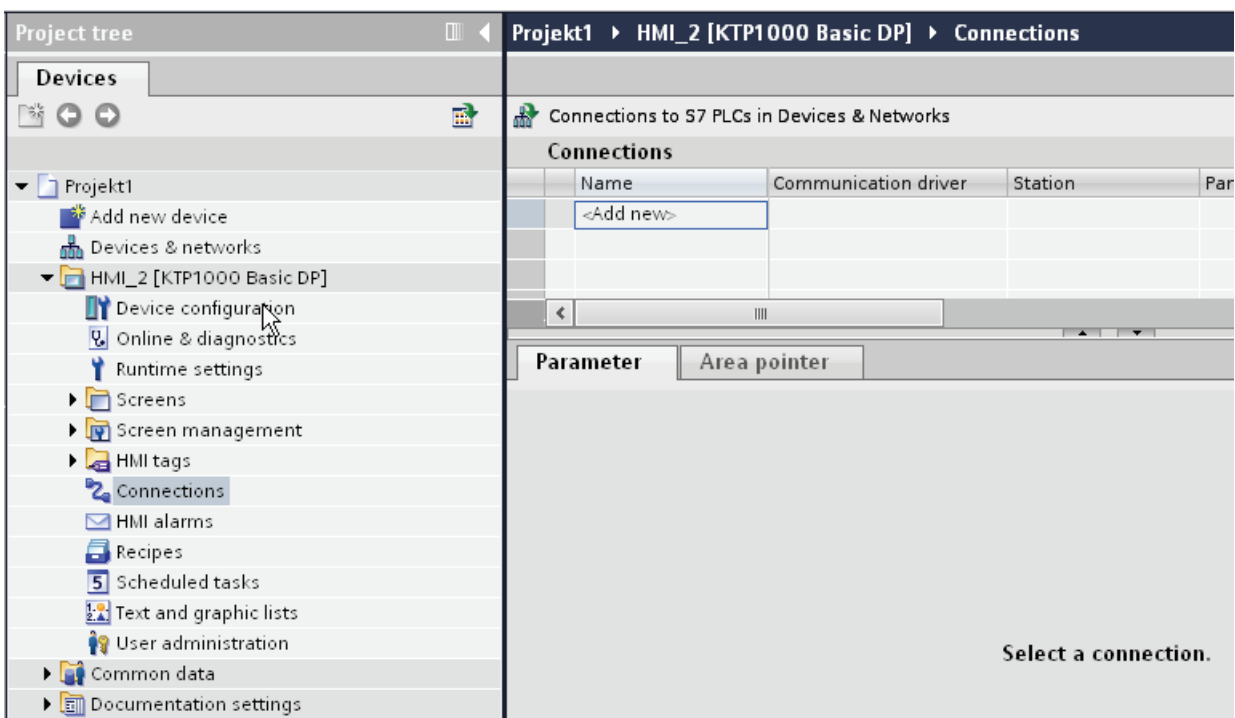 Project tree
Devices
Projekt1
Add new device
Devices & networks
HMI_2 [KTP1000 Basic DP]
Device configuration
Online & diagnostics
Runtime settings
Screens
Screen management
HMI tags
Connections
HMI alarms
Recipes
Scheduled tasks
Text and graphic lists
User administration
Common data
Documentation settings
Projekt1 HMI_2 [KTP1000 Basic DP] Connections
Connections to S7 PLCs in Devices & Networks
Connections
Name Communication driver Station Par
<Add new>
Parameter Area pointer
Select a connection.